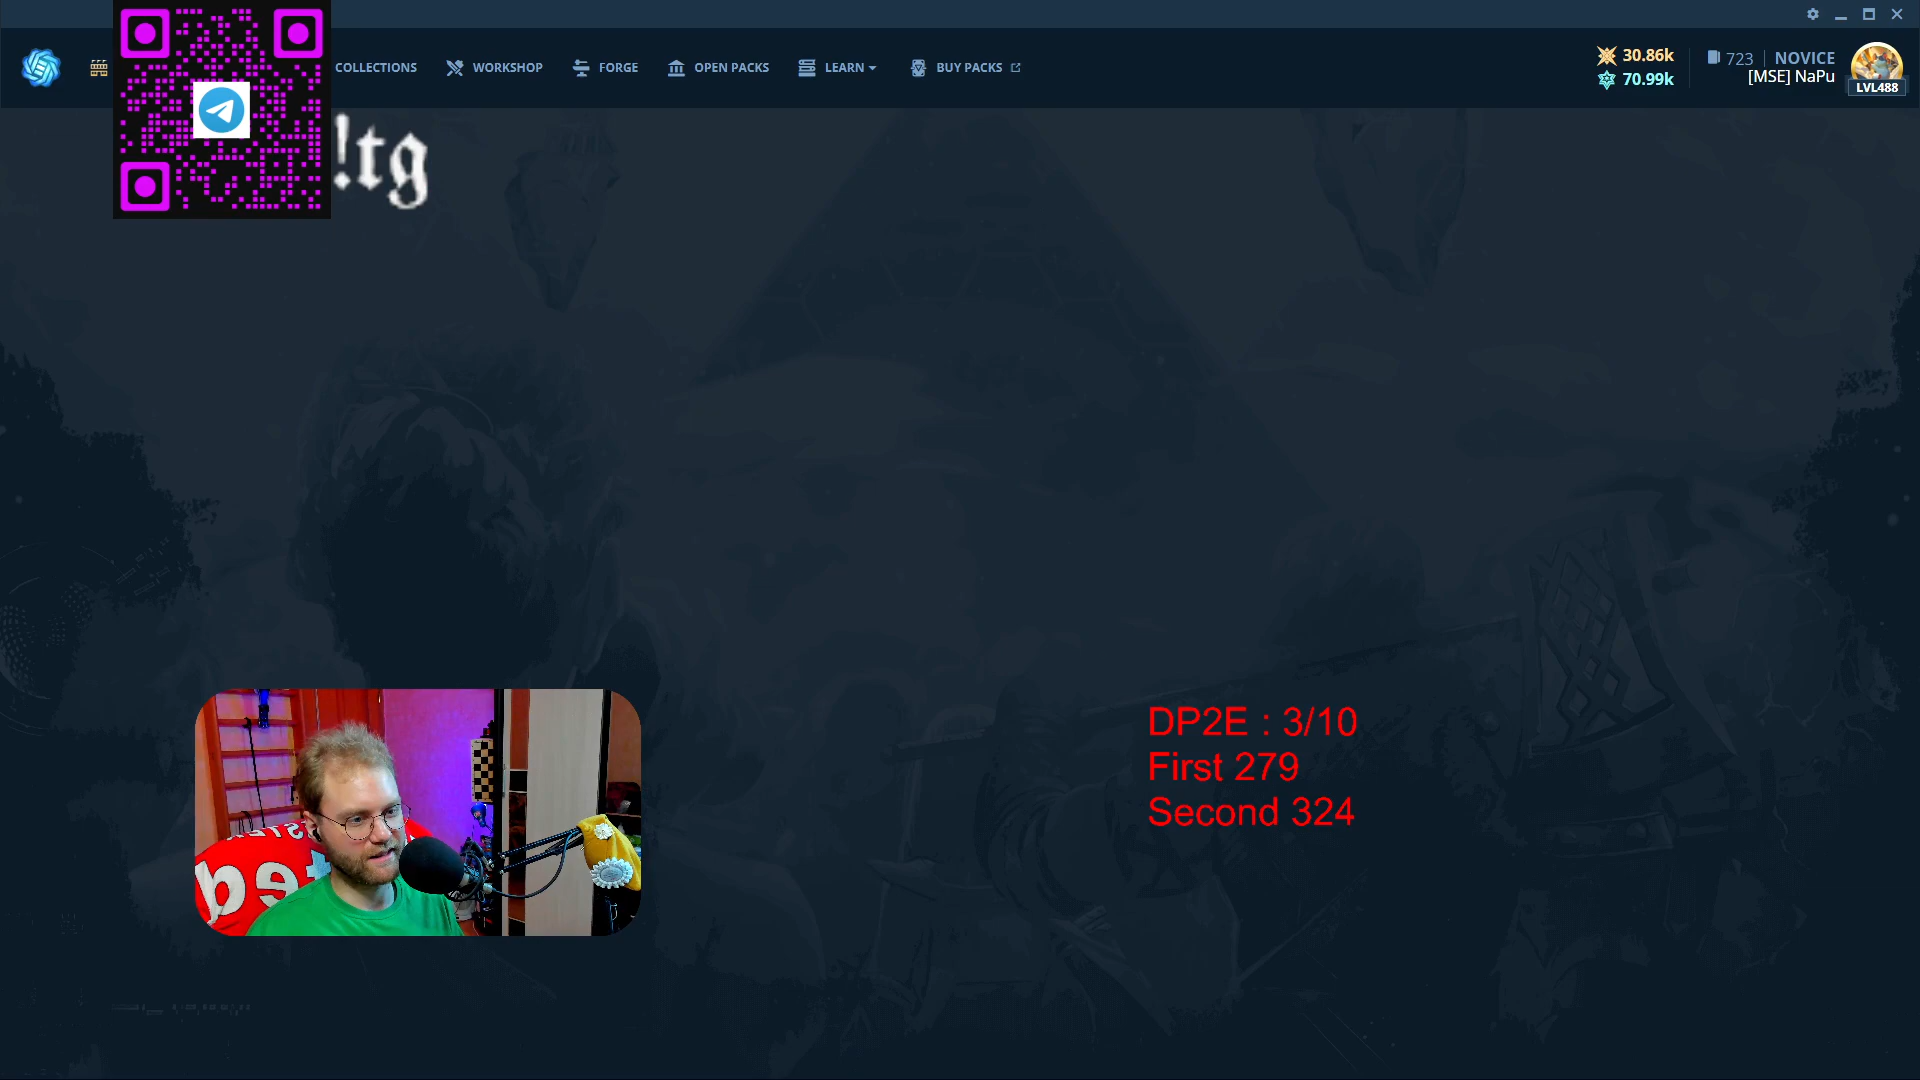 COLLECTIONS
WORKSHOP
FORGE
OPEN PACKS
LEARN
BUY PACKS
30.86k
70.99k
723
NOVICE
[MSE] NaPu
LVL488
!tg
DP2E : 3/10
First 279
Second 324